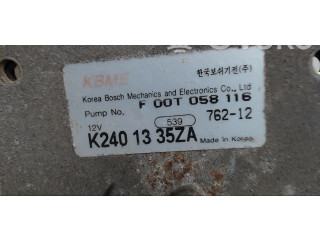 KBME 한국보쉬기전(주)
Korea Bosch Mechanics and Electronics Co., Ltd
Pump No, F 00T 058 116
12V 539 762-12
K240 13 35ZA Made in Korea